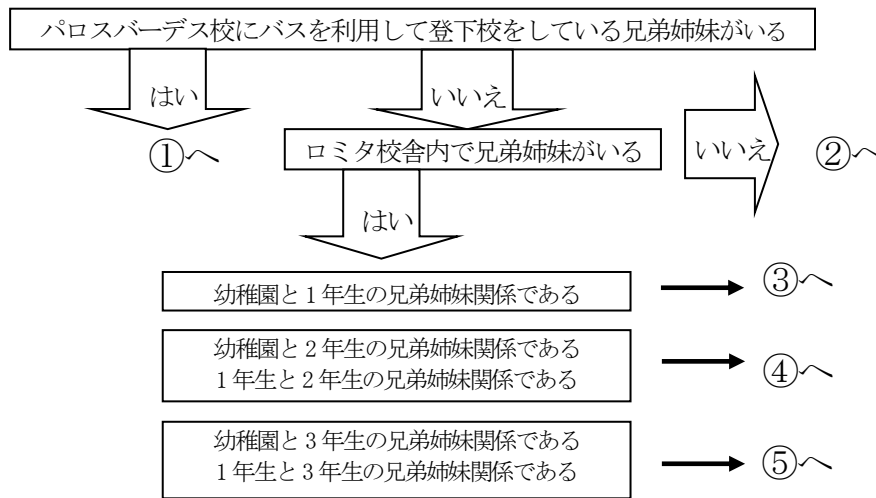 パロスバーデス校にバスを利用して登下校をしている兄弟姉妹がいる
はい
いいえ
①へ
ロミタ校舎内で兄弟姉妹がいる
いいえ
②へ
はい
幼稚園と1年生の兄弟姉妹関係である
③へ
幼稚園と2年生の兄弟姉妹関係である
1年生と2年生の兄弟姉妹関係である
④へ
幼稚園と3年生の兄弟姉妹関係である
1年生と3年生の兄弟姉妹関係である
⑤へ